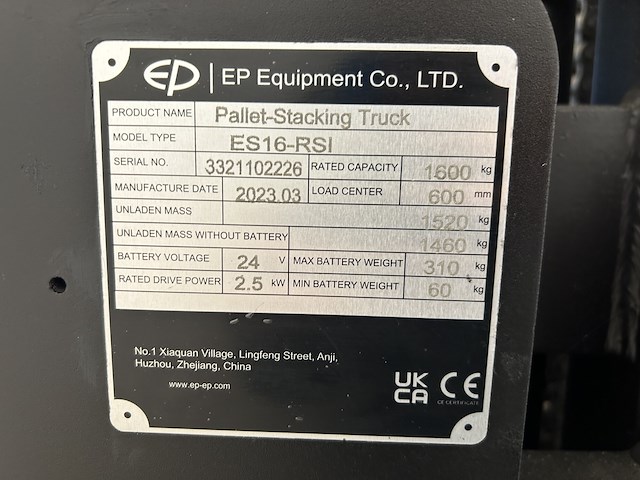 EP | EP Equipment Co., LTD.
PRODUCT NAME Pallet-Stacking Truck
MODEL TYPE ES16-RSI
SERIAL NO. 3321102226 RATED CAPACITY 1600 kg
MANUFACTURE DATE 2023.03 LOAD CENTER 600 mm
UNLADEN MASS 1520 kg
UNLADEN MASS WITHOUT BATTERY 1460 kg
BATTERY VOLTAGE 24 V MAX BATTERY WEIGHT 310 kg
RATED DRIVE POWER 2.5 kW MIN BATTERY WEIGHT 60 kg
No.1 Xiaquan Village, Lingfeng Street, Anji,
Huzhou, Zhejiang, China
www.ep-ep.com
UK
CA CE
CE CERTIFICATE